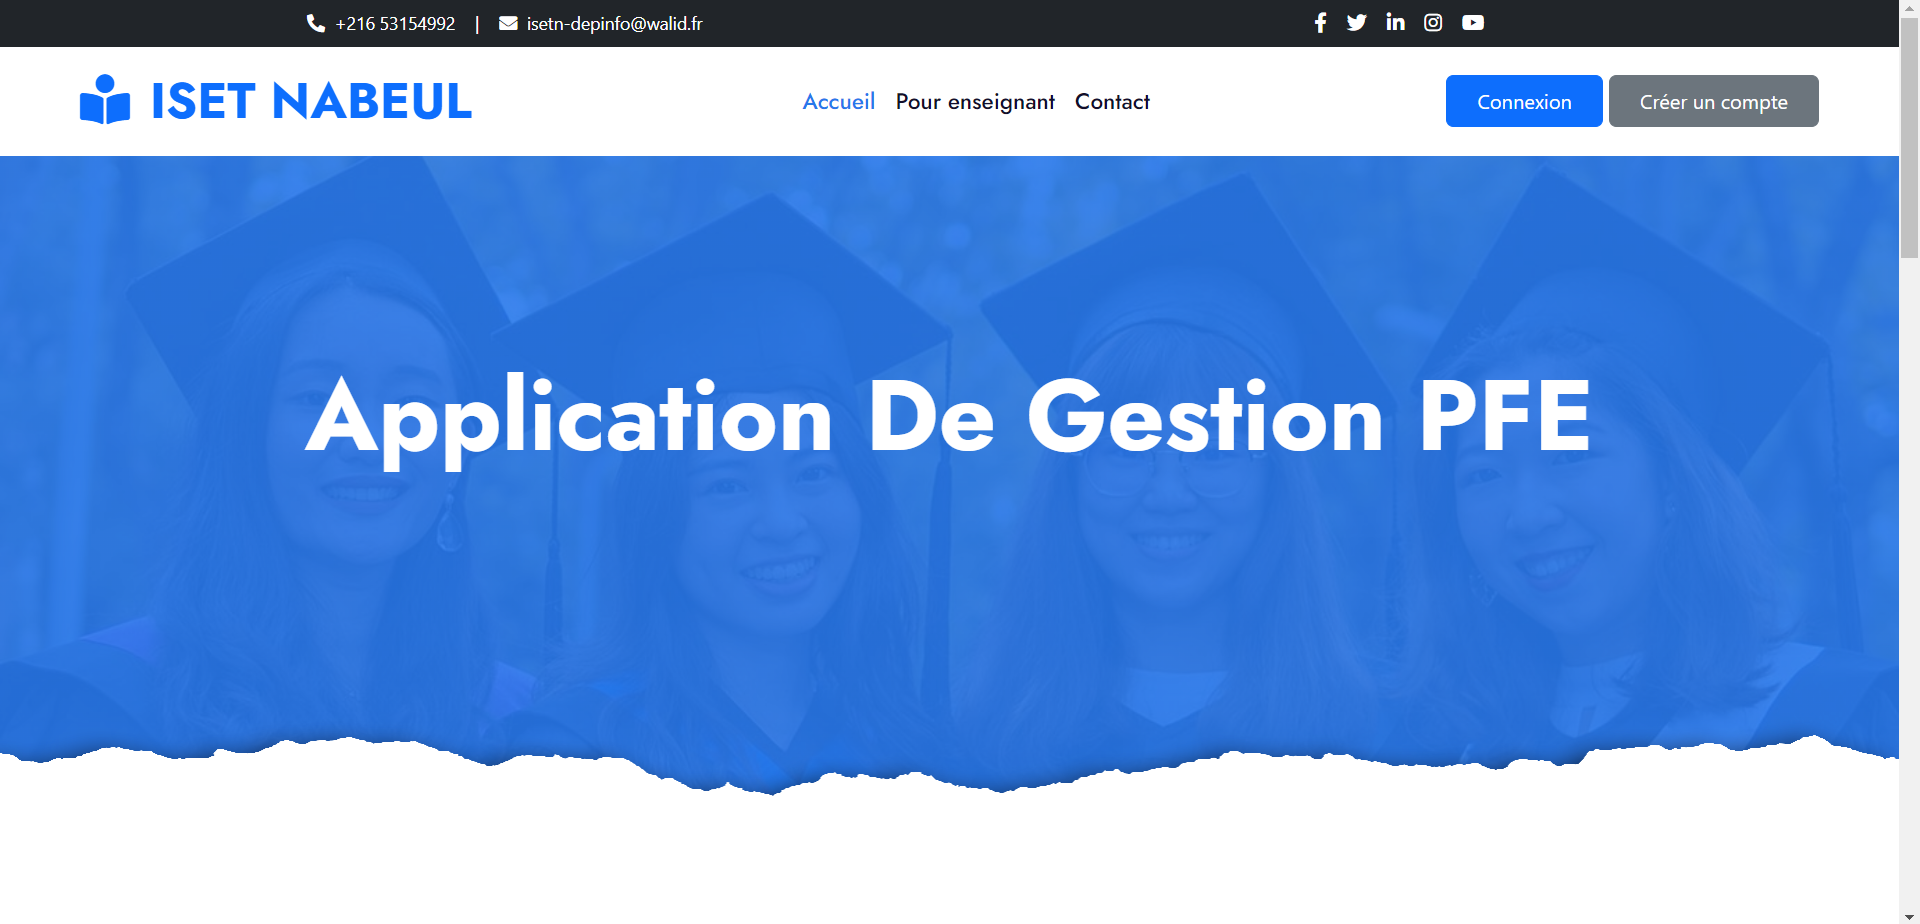 +216 53154992 | isetn-depinfo@walid.fr
ISET NABEUL
Accueil Pour enseignant Contact
Connexion Créer un compte
Application De Gestion PFE